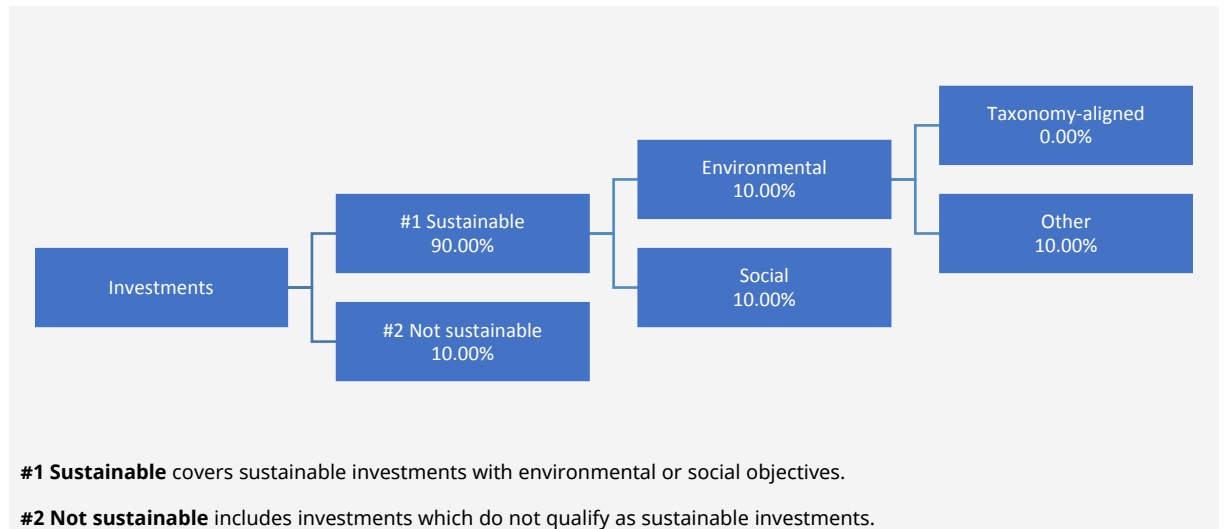 Investments
#1 Sustainable
90.00%
#2 Not sustainable
10.00%
Environmental
10.00%
Social
10.00%
Taxonomy-aligned
0.00%
Other
10.00%
#1 Sustainable covers sustainable investments with environmental or social objectives.
#2 Not sustainable includes investments which do not qualify as sustainable investments.